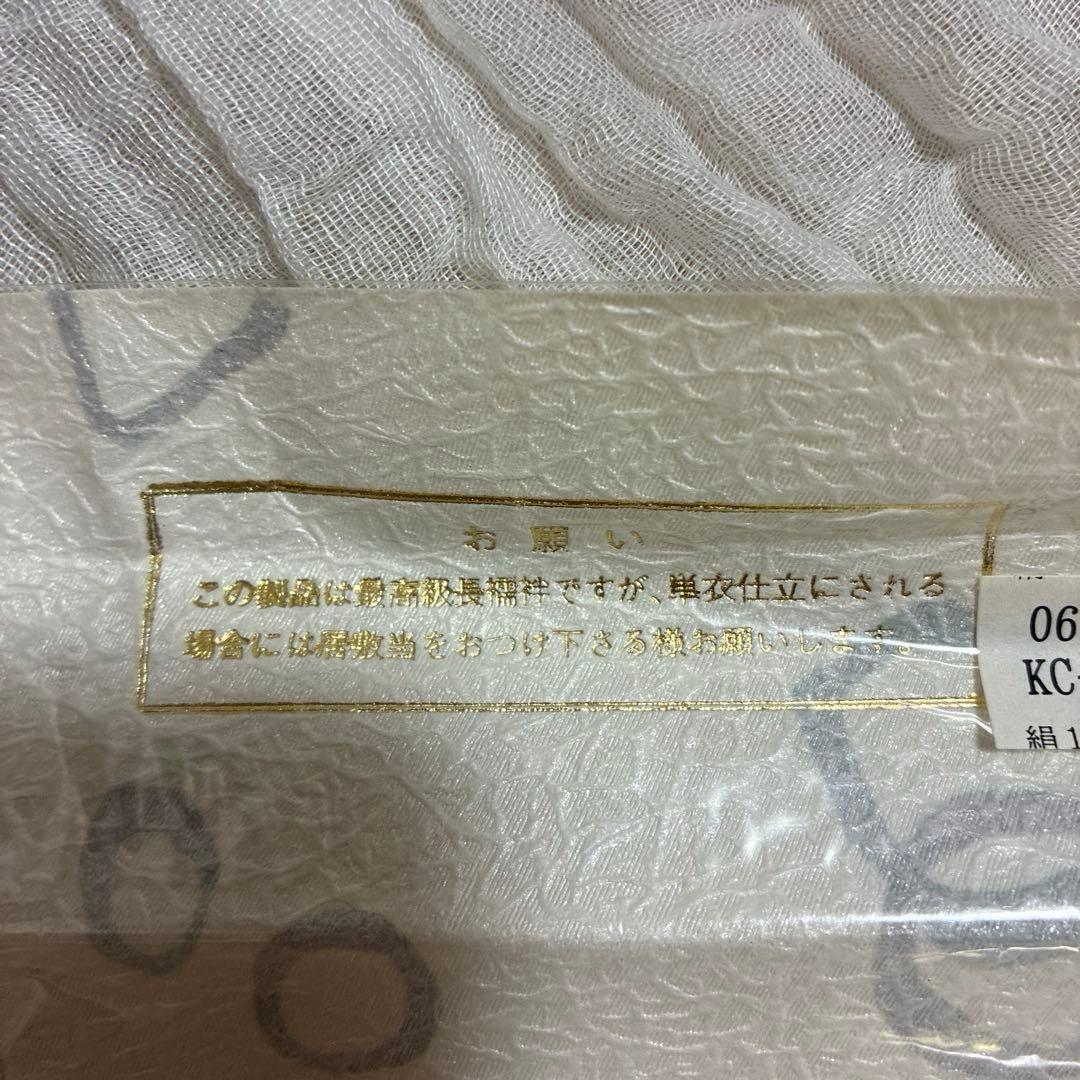 お願い
この製品は最高級長襦袢ですが、単衣仕立にされる
場合には居敷当をおつけ下さる様お願いします。
06
KC-
絹1